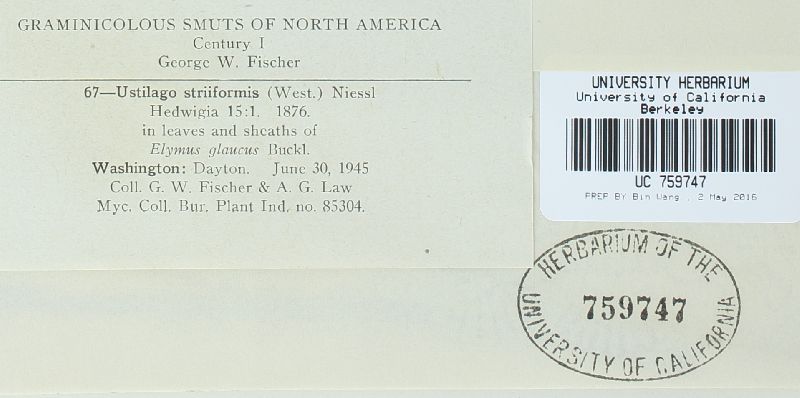 GRAMINICOLOUS SMUTS OF NORTH AMERICA
Century I
George W. Fischer
67—Ustilago striiformis (West.) Niessl
Hedwigia 15:1. 1876.
in leaves and sheaths of
Elymus glaucus Buckl.
Washington: Dayton. June 30, 1945
Coll. G. W. Fischer & A. G. Law
Myc. Coll. Bur. Plant Ind. no. 85304.
UNIVERSITY HERBARIUM
University of California
Berkeley
UC 759747
PREP BY Bin Wang , 2 May 2016
HERBARIUM OF THE
759747
UNIVERSITY OF CALIFORNIA